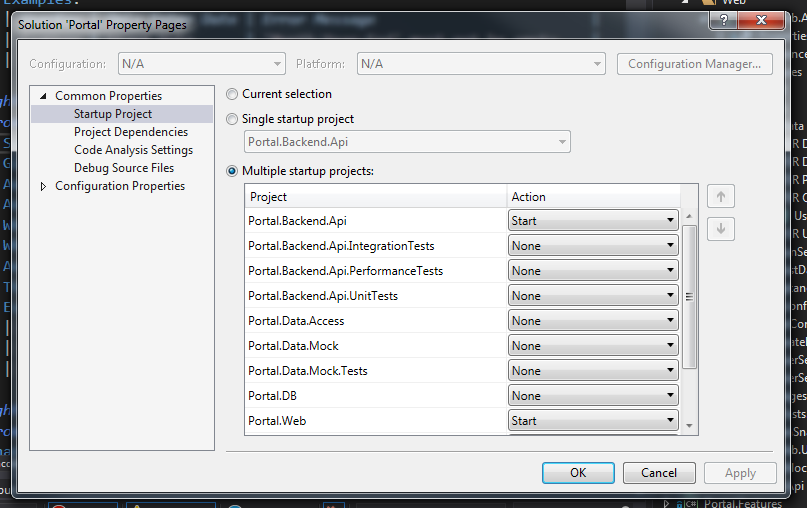 Examples:
Date | Error Message
Web
Solution 'Portal' Property Pages
Configuration: N/A Platform: N/A Configuration Manager...
Common Properties
Startup Project
Project Dependencies
Code Analysis Settings
Debug Source Files
Configuration Properties
Current selection
Single startup project
Portal.Backend.Api
Multiple startup projects:
Project Action
Portal.Backend.Api Start
Portal.Backend.Api.IntegrationTests None
Portal.Backend.Api.PerformanceTests None
Portal.Backend.Api.UnitTests None
Portal.Data.Access None
Portal.Data.Mock None
Portal.Data.Mock.Tests None
Portal.DB None
Portal.Web Start
OK Cancel Apply
Portal.Features